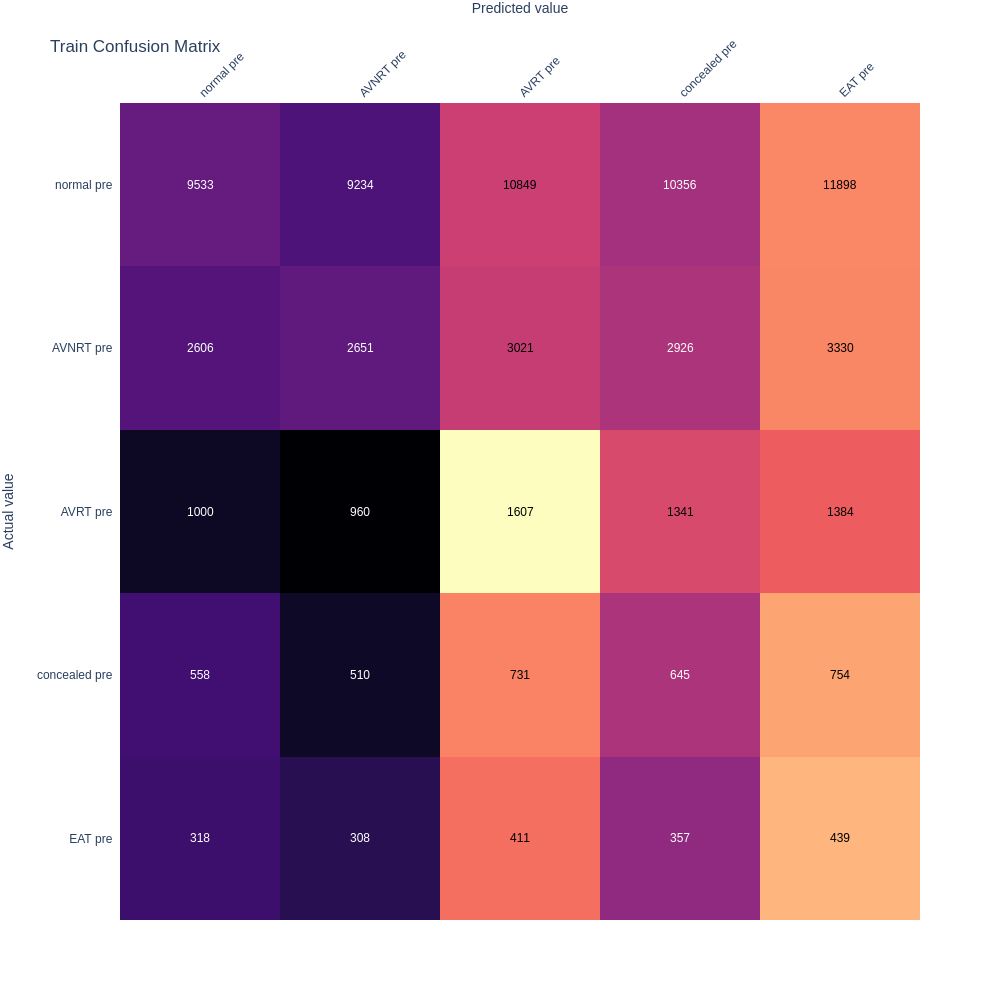 Predicted value
Train Confusion Matrix
normal pre AVNRT pre AVRT pre concealed pre EAT pre
normal pre 9533 9234 10849 10356 11898
AVNRT pre 2606 2651 3021 2926 3330
AVRT pre 1000 960 1607 1341 1384
concealed pre 558 510 731 645 754
EAT pre 318 308 411 357 439
Actual value